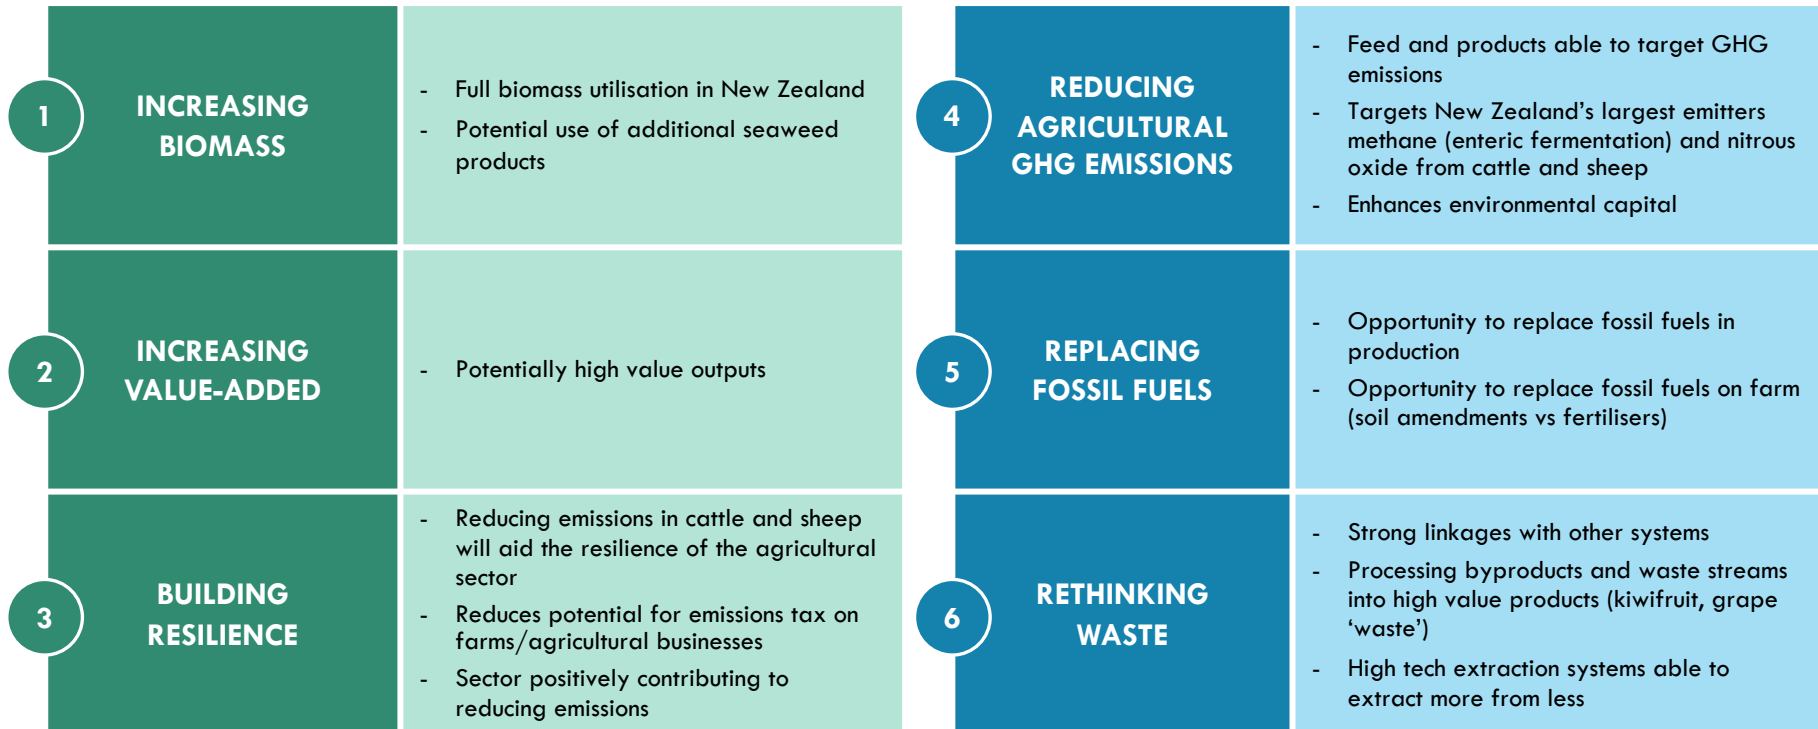 1
INCREASING
BIOMASS
- Full biomass utilisation in New Zealand
- Potential use of additional seaweed
products
2
INCREASING
VALUE-ADDED
- Potentially high value outputs
3
BUILDING
RESILIENCE
- Reducing emissions in cattle and sheep
will aid the resilience of the agricultural
sector
- Reduces potential for emissions tax on
farms/agricultural businesses
- Sector positively contributing to
reducing emissions
4
REDUCING
AGRICULTURAL
GHG EMISSIONS
- Feed and products able to target GHG
emissions
- Targets New Zealand’s largest emitters
methane (enteric fermentation) and nitrous
oxide from cattle and sheep
- Enhances environmental capital
5
REPLACING
FOSSIL FUELS
- Opportunity to replace fossil fuels in
production
- Opportunity to replace fossil fuels on farm
(soil amendments vs fertilisers)
6
RETHINKING
WASTE
- Strong linkages with other systems
- Processing byproducts and waste streams
into high value products (kiwifruit, grape
‘waste’)
- High tech extraction systems able to
extract more from less